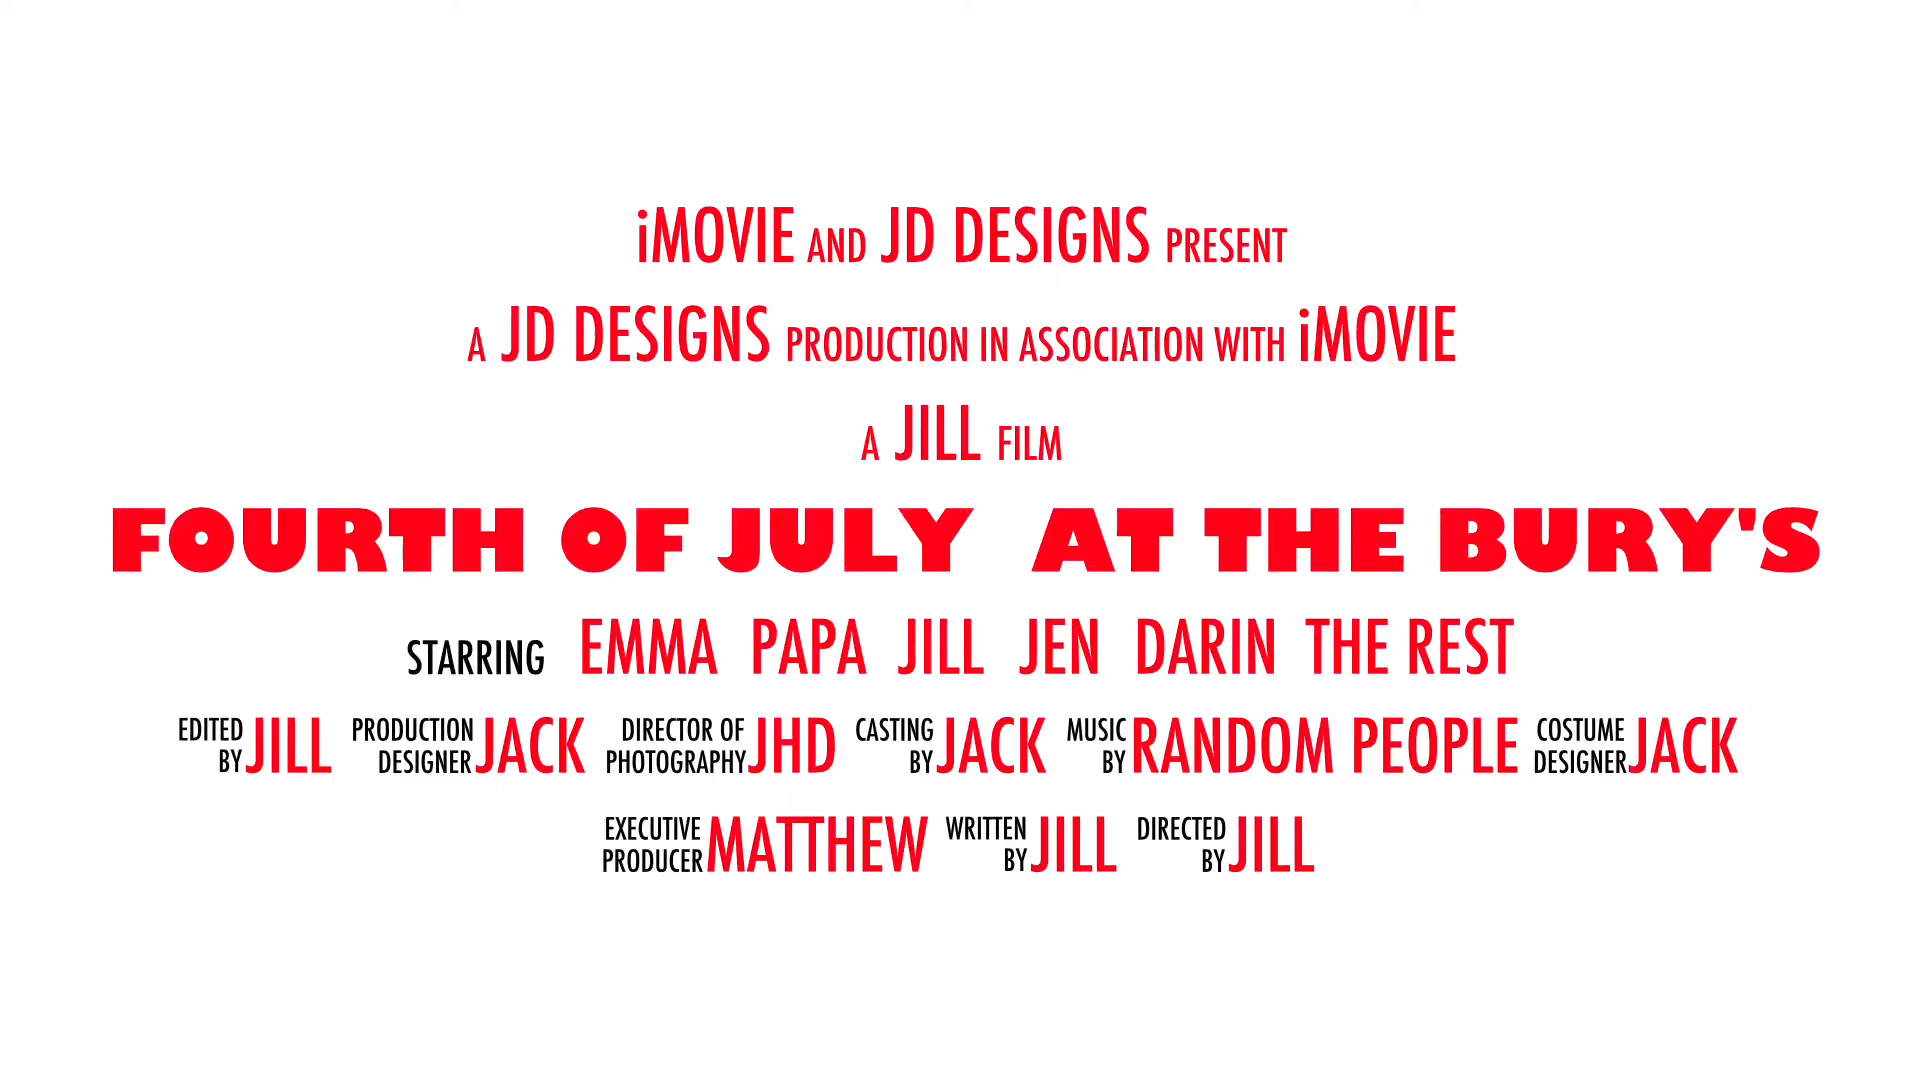 iMOVIE AND JD DESIGNS PRESENT
A JD DESIGNS PRODUCTION IN ASSOCIATION WITH iMOVIE
A JILL FILM
FOURTH OF JULY AT THE BURY'S
STARRING EMMA PAPA JILL JEN DARIN THE REST
EDITED BY JILL PRODUCTION DESIGNER JACK DIRECTOR OF PHOTOGRAPHY JHD CASTING BY JACK MUSIC BY RANDOM PEOPLE COSTUME DESIGNER JACK
EXECUTIVE PRODUCER MATTHEW WRITTEN BY JILL DIRECTED BY JILL